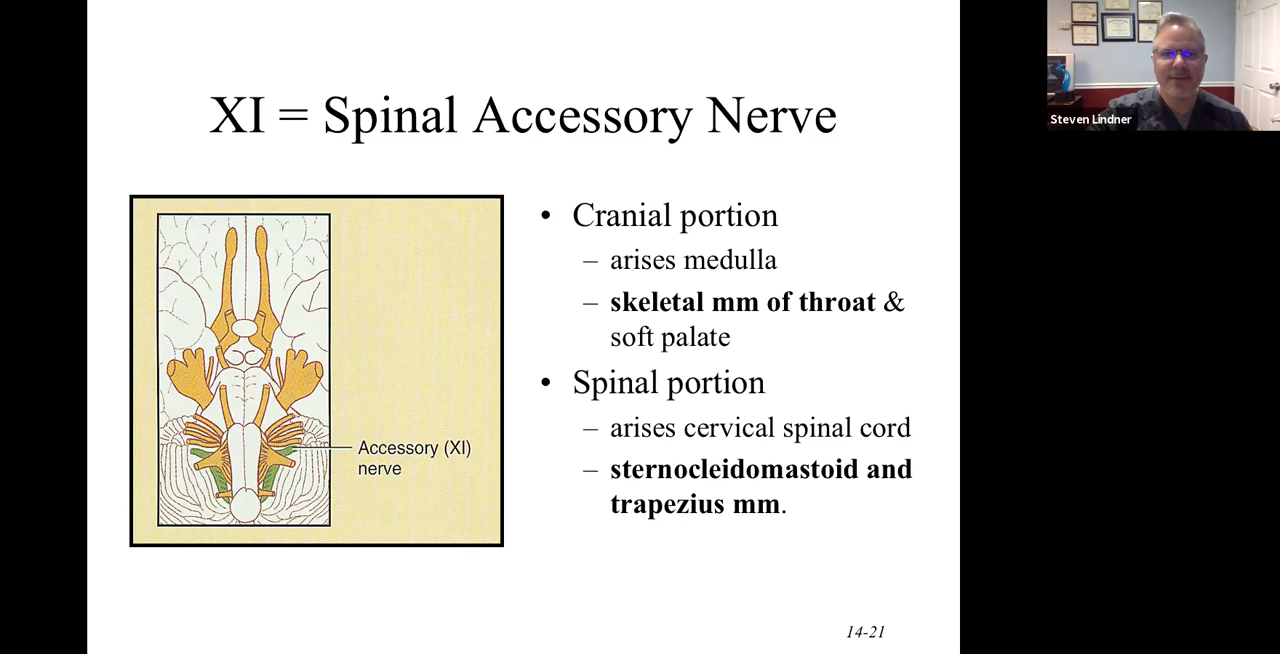 Steven Lindner
XI = Spinal Accessory Nerve
• Cranial portion
– arises medulla
– skeletal mm of throat &
soft palate
• Spinal portion
– arises cervical spinal cord
– sternocleidomastoid and
trapezius mm.
Accessory (XI)
nerve
14-21